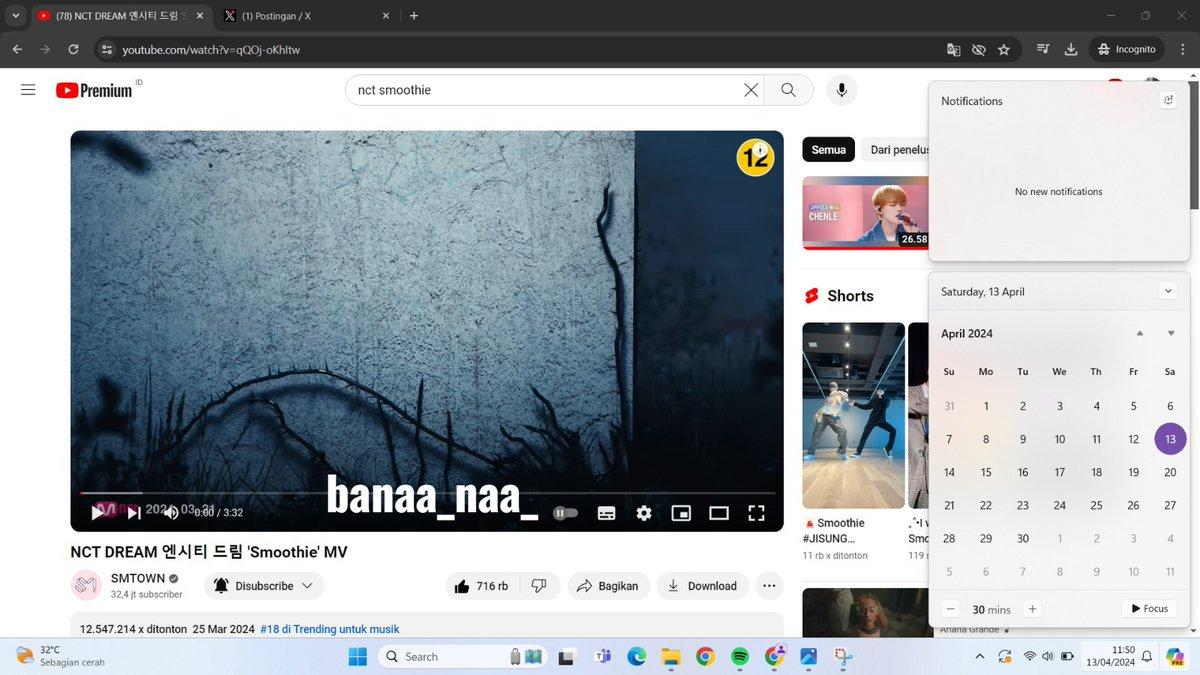 (78) NCT DREAM 엔시티 드림
(1) Postingan / X
youtube.com/watch?v=qQOj-oKhItw
Incognito
Premium ID
nct smoothie
12
Semua
Dari penelus
CHENLE
26.58
Shorts
0:00 / 3:32
banaa_naa_
NCT DREAM 엔시티 드림 'Smoothie' MV
SMTOWN
32,4 jt subscriber
Disubscribe
716 rb
Bagikan
Download
12.547.214 x ditonton 25 Mar 2024 #18 di Trending untuk musik
Smoothie
#JISUNG...
11 rb x ditonton
I w
Smo
119 r
Ariana Grande
Notifications
No new notifications
Saturday, 13 April
April 2024
Su Mo Tu We Th Fr Sa
31 1 2 3 4 5 6
7 8 9 10 11 12 13
14 15 16 17 18 19 20
21 22 23 24 25 26 27
28 29 30 1 2 3 4
5 6 7 8 9 10 11
30 mins
Focus
32°C
Sebagian cerah
Search
11:50
13/04/2024
PRE